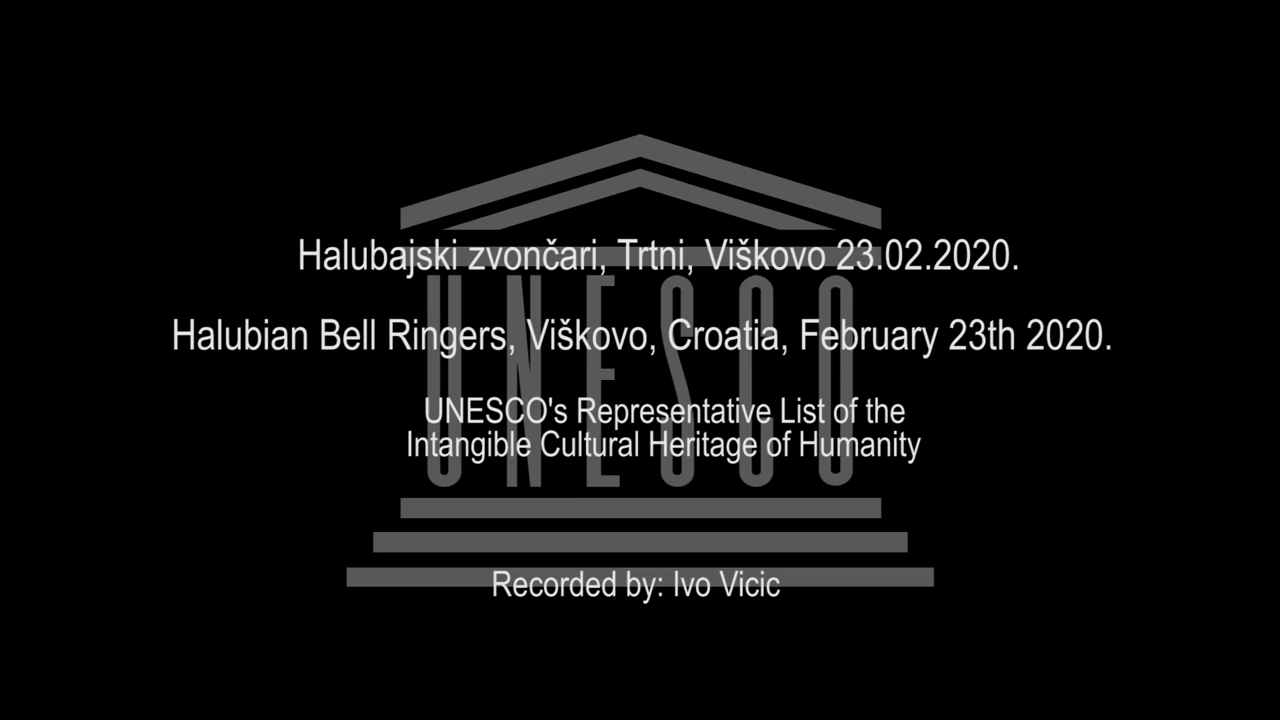 Halubajski zvončari, Trtni, Viškovo 23.02.2020.
Halubian Bell Ringers, Viškovo, Croatia, February 23th 2020.
UNESCO
UNESCO's Representative List of the
Intangible Cultural Heritage of Humanity
Recorded by: Ivo Vicic